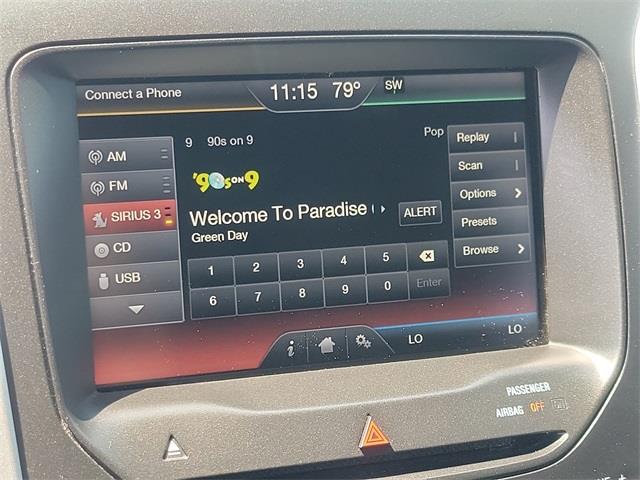 Connect a Phone 11:15 79° SW
AM
FM
SIRIUS 3
CD
USB
9 90s on 9 Pop
'90s ON 9
Welcome To Paradise (
Green Day
ALERT
1 2 3 4 5
6 7 8 9 0 Enter
Replay
Scan
Options
Presets
Browse
i LO LO
PASSENGER
AIRBAG OFF